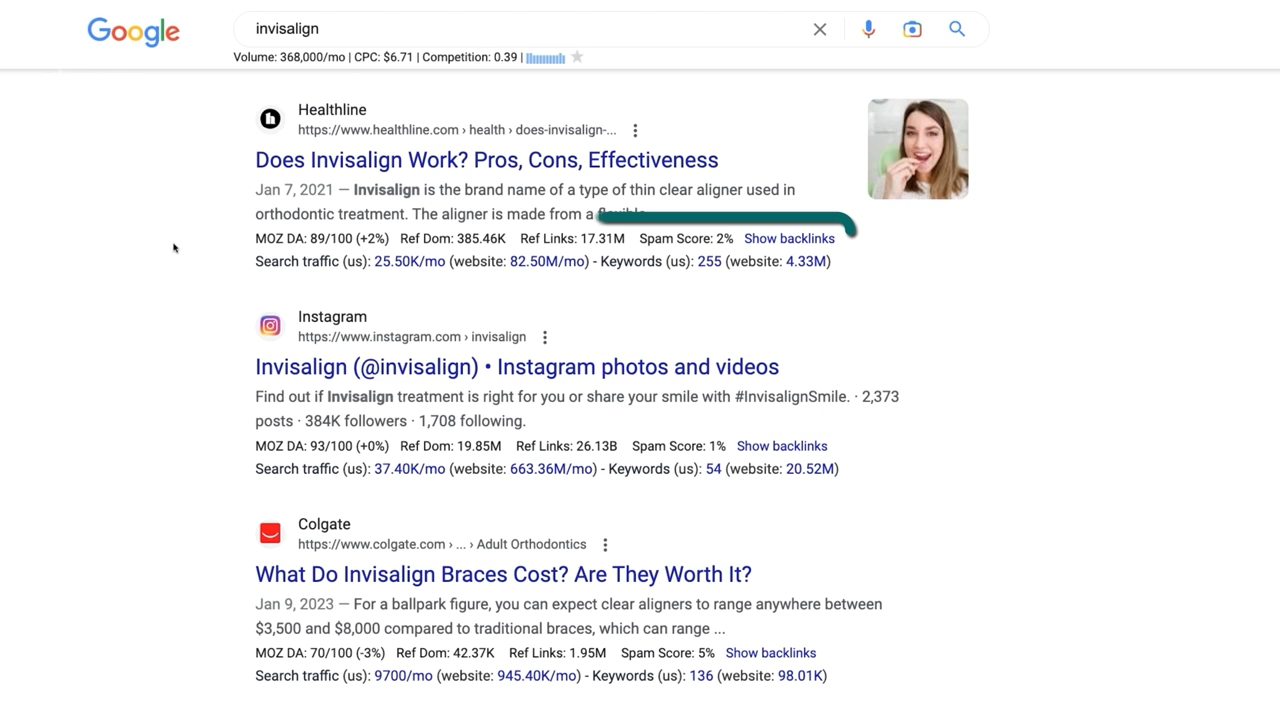 Google
invisalign
Volume: 368,000/mo | CPC: $6.71 | Competition: 0.39 |
Healthline
https://www.healthline.com › health › does-invisalign-...
Does Invisalign Work? Pros, Cons, Effectiveness
Jan 7, 2021 — Invisalign is the brand name of a type of thin clear aligner used in
orthodontic treatment. The aligner is made from a
MOZ DA: 89/100 (+2%) Ref Dom: 385.46K Ref Links: 17.31M Spam Score: 2% Show backlinks
Search traffic (us): 25.50K/mo (website: 82.50M/mo) - Keywords (us): 255 (website: 4.33M)
Instagram
https://www.instagram.com › invisalign
Invisalign (@invisalign) • Instagram photos and videos
Find out if Invisalign treatment is right for you or share your smile with #InvisalignSmile. · 2,373
posts · 384K followers · 1,708 following.
MOZ DA: 93/100 (+0%) Ref Dom: 19.85M Ref Links: 26.13B Spam Score: 1% Show backlinks
Search traffic (us): 37.40K/mo (website: 663.36M/mo) - Keywords (us): 54 (website: 20.52M)
Colgate
https://www.colgate.com › ... › Adult Orthodontics
What Do Invisalign Braces Cost? Are They Worth It?
Jan 9, 2023 — For a ballpark figure, you can expect clear aligners to range anywhere between
$3,500 and $8,000 compared to traditional braces, which can range ...
MOZ DA: 70/100 (-3%) Ref Dom: 42.37K Ref Links: 1.95M Spam Score: 5% Show backlinks
Search traffic (us): 9700/mo (website: 945.40K/mo) - Keywords (us): 136 (website: 98.01K)